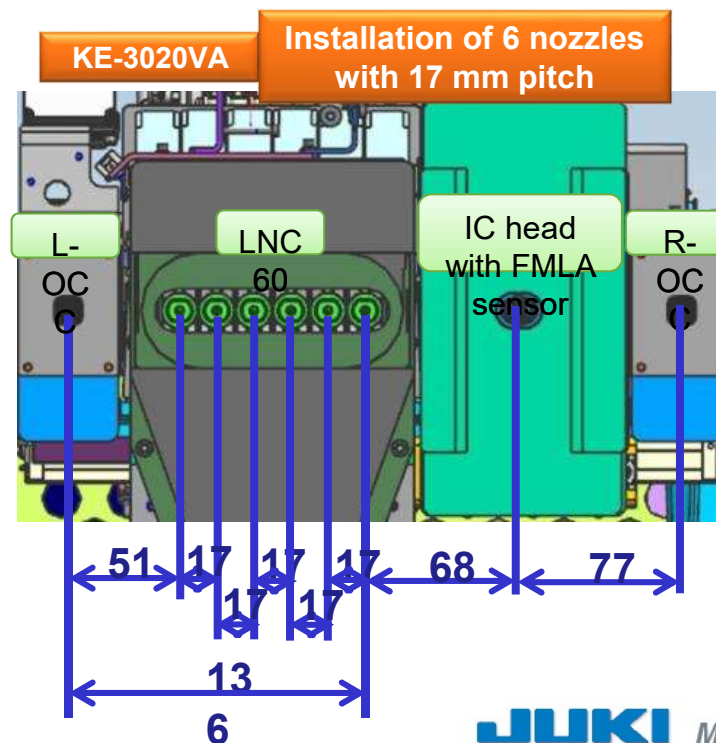 KE-3020VA
Installation of 6 nozzles
with 17 mm pitch
L-
OC
C
LNC
60
IC head
with FMLA
sensor
R-
OC
C
51
17
17
17
68
77
17
17
13
6
JUKI M